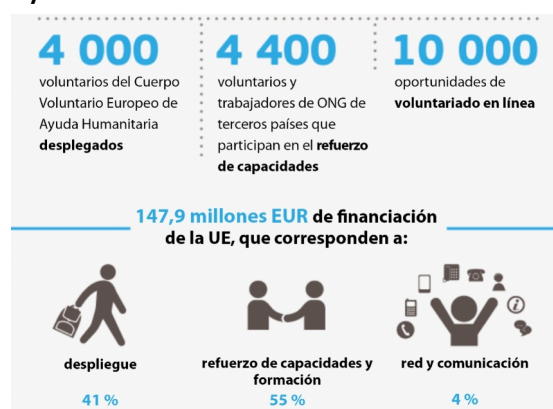 4 000
voluntarios del Cuerpo
Voluntario Europeo de
Ayuda Humanitaria
desplegados
4 400
voluntarios y
trabajadores de ONG de
terceros países que
participan en el refuerzo
de capacidades
10 000
oportunidades de
voluntariado en línea
147,9 millones EUR de financiación
de la UE, que corresponden a:
despliegue
41 %
refuerzo de capacidades y
formación
55 %
red y comunicación
4 %